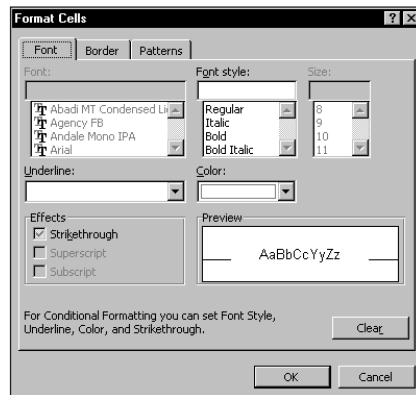 Format Cells
Font Border Patterns
Font: Font style: Size:
Abadi MT Condensed Li Regular 8
Agency FB Italic 9
Andale Mono IPA Bold 10
Arial Bold Italic 11
Underline: Color:
Effects Preview
Strikethrough
AaBbCcYyZz
Superscript
Subscript
For Conditional Formatting you can set Font Style,
Underline, Color, and Strikethrough.
Clear
OK Cancel